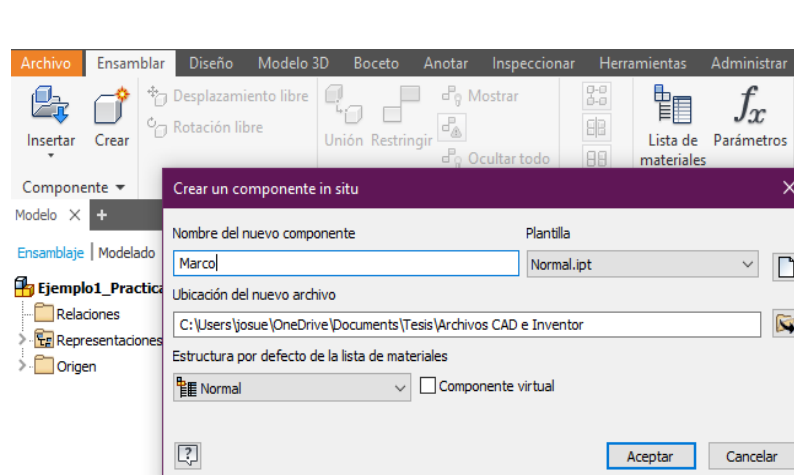 Archivo Ensamblar Diseño Modelo 3D Boceto Anotar Inspeccionar Herramientas Administrar
Desplazamiento libre Mostrar
Rotación libre
Insertar Crear Unión Restringir Lista de materiales Parámetros
Ocultar todo
Componente
Crear un componente in situ
Modelo
Nombre del nuevo componente Plantilla
Ensamblaje | Modelado
Marco Normal.ipt
Ejemplo1_Practica
Ubicación del nuevo archivo
Relaciones
C:\Users\josue\OneDrive\Documents\Tesis\Archivos CAD e Inventor
Representaciones
Estructura por defecto de la lista de materiales
Origen
Normal Componente virtual
Aceptar Cancelar